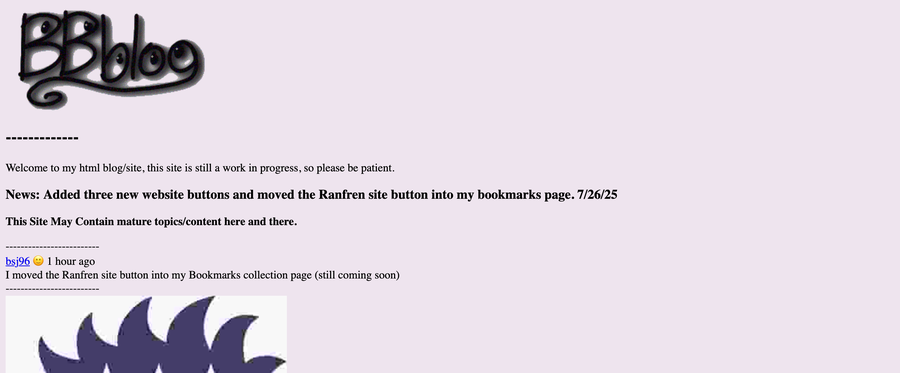 BBblog
-------------
Welcome to my html blog/site, this site is still a work in progress, so please be patient.
News: Added three new website buttons and moved the Ranfren site button into my bookmarks page. 7/26/25
This Site May Contain mature topics/content here and there.
-------------------------
bsj96 🙂 1 hour ago
I moved the Ranfren site button into my Bookmarks collection page (still coming soon)
-------------------------